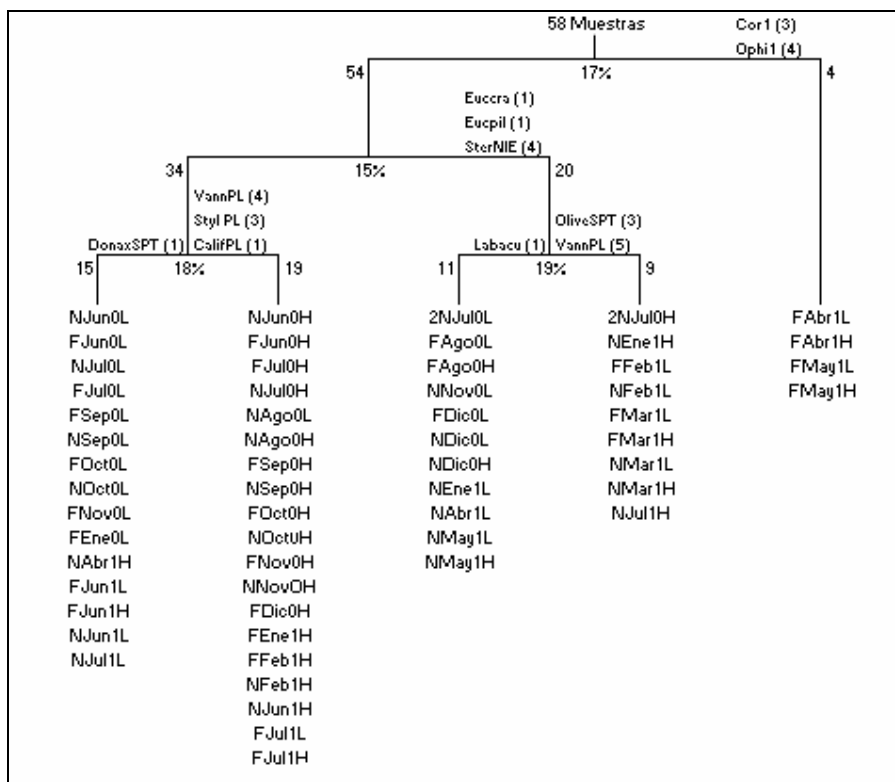 58 Muestras
Cor1 (3)
Ophi1 (4)
54
17%
4
Euccra (1)
Eucpil (1)
SterNIE (4)
34
15%
20
VannPL (4)
Styl PL (3)
DonaxSPT (1)
CalifPL (1)
OliveSPT (3)
Labacu (1)
VannPL (5)
15
18%
19
11
19%
9
NJun0L
FJun0L
NJul0L
FJul0L
FSep0L
NSep0L
FOct0L
NOct0L
FNov0L
FEne0L
NAbr1H
FJun1L
FJun1H
NJun1L
NJul1L
NJun0H
FJun0H
FJul0H
NJul0H
NAgo0L
NAgo0H
FSep0H
NSep0H
FOct0H
NOct0H
FNov0H
NNovOH
FDic0H
FEne1H
FFeb1H
NFeb1H
NJun1H
FJul1L
FJul1H
2NJul0L
FAgo0L
FAgo0H
NNov0L
FDic0L
NDic0L
NDic0H
NEne1L
NAbr1L
NMay1L
NMay1H
2NJul0H
NEne1H
FFeb1L
NFeb1L
FMar1L
FMar1H
NMar1L
NMar1H
NJul1H
FAbr1L
FAbr1H
FMay1L
FMay1H